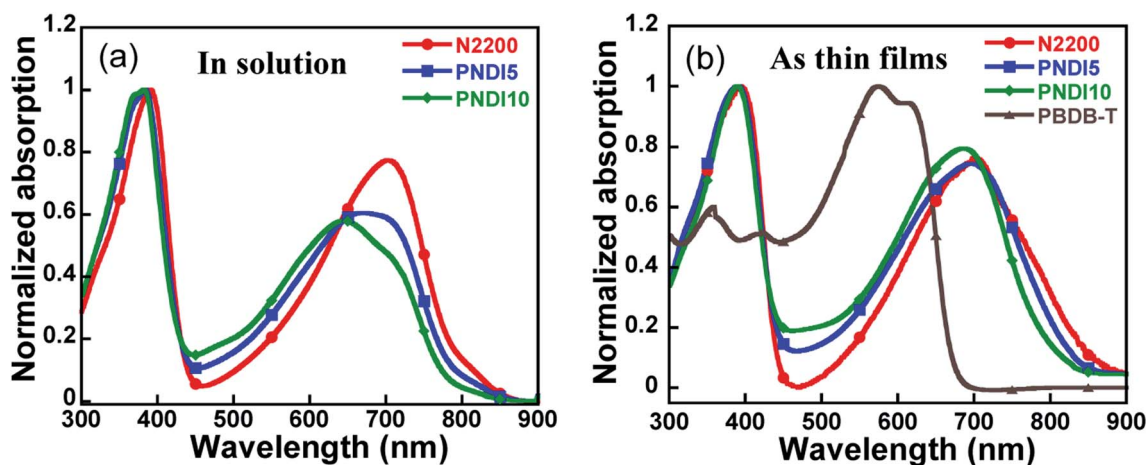 (a)
In solution
N2200
PNDI5
PNDI10
Normalized absorption
1.2
1
0.8
0.6
0.4
0.2
0
300 400 500 600 700 800 900
Wavelength (nm)
(b)
As thin films
N2200
PNDI5
PNDI10
PBDB-T
Normalized absorption
1.2
1
0.8
0.6
0.4
0.2
0
300 400 500 600 700 800 900
Wavelength (nm)